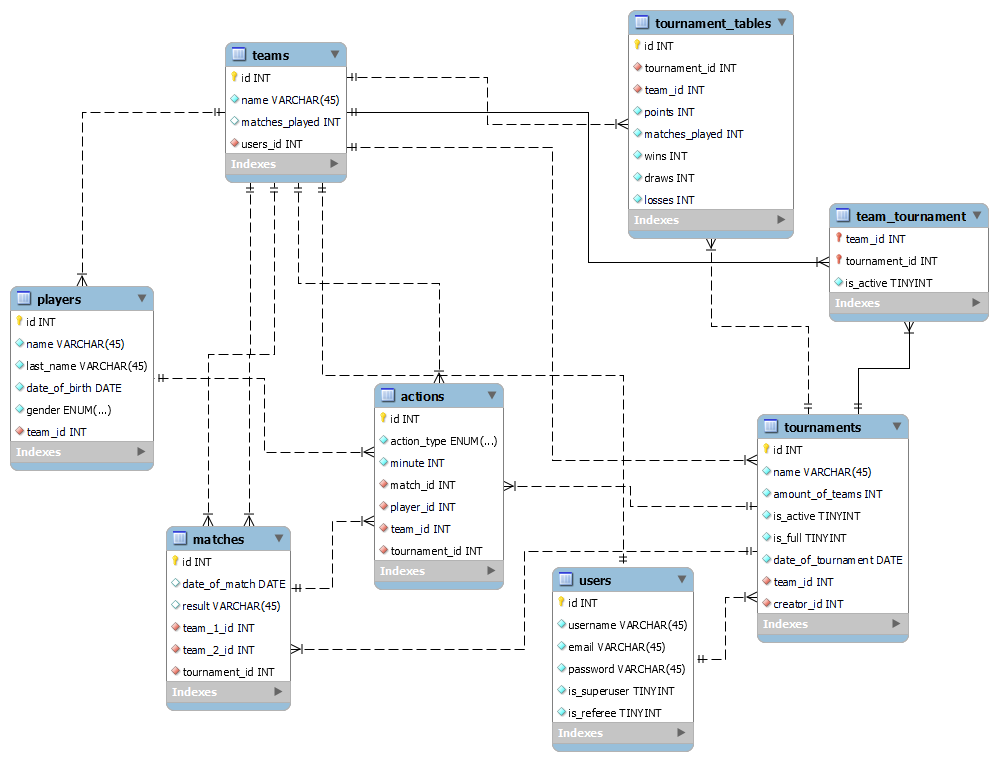 teams
id INT
name VARCHAR(45)
matches_played INT
users_id INT
Indexes
tournament_tables
id INT
tournament_id INT
team_id INT
points INT
matches_played INT
wins INT
draws INT
losses INT
Indexes
team_tournament
team_id INT
tournament_id INT
is_active TINYINT
Indexes
players
id INT
name VARCHAR(45)
last_name VARCHAR(45)
date_of_birth DATE
gender ENUM(...)
team_id INT
Indexes
actions
id INT
action_type ENUM(...)
minute INT
match_id INT
player_id INT
team_id INT
tournament_id INT
Indexes
tournaments
id INT
name VARCHAR(45)
amount_of_teams INT
is_active TINYINT
is_full TINYINT
date_of_tournament DATE
team_id INT
creator_id INT
Indexes
matches
id INT
date_of_match DATE
result VARCHAR(45)
team_1_id INT
team_2_id INT
tournament_id INT
Indexes
users
id INT
username VARCHAR(45)
email VARCHAR(45)
password VARCHAR(45)
is_superuser TINYINT
is_referee TINYINT
Indexes